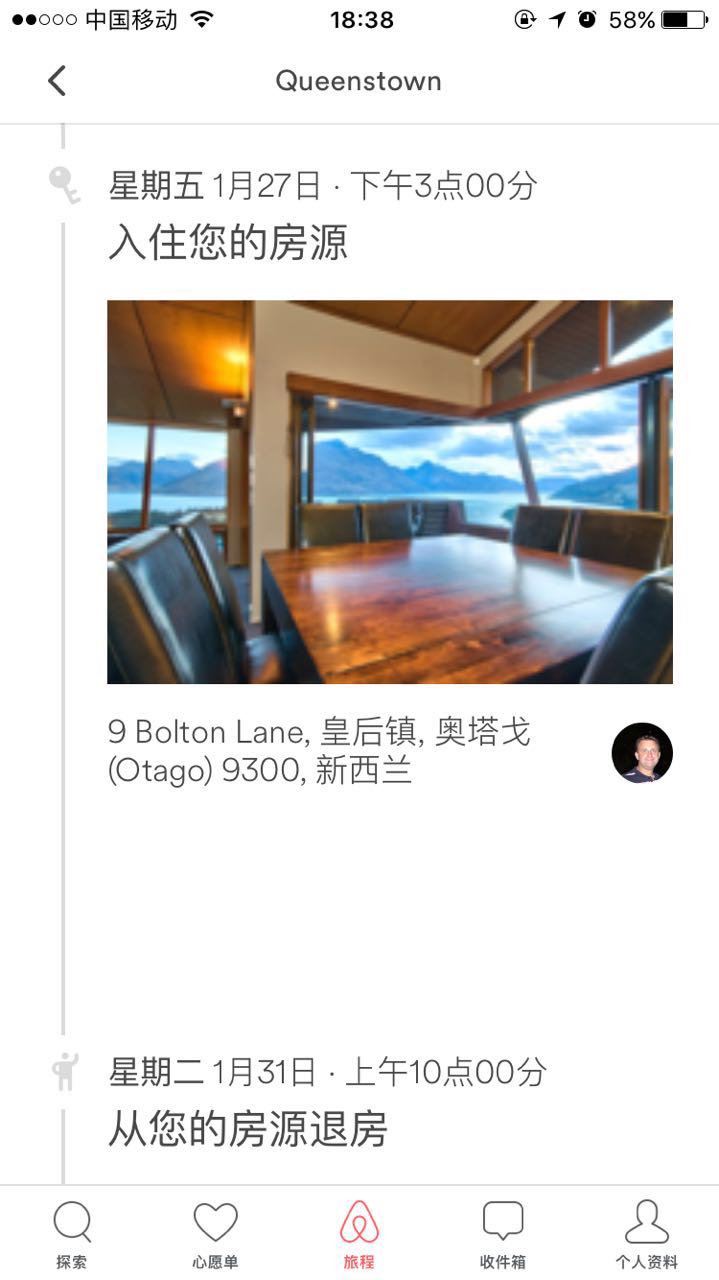 中国移动 18:38 58%
Queenstown
星期五 1月27日 · 下午3点00分
入住您的房源
9 Bolton Lane, 皇后镇, 奥塔戈
(Otago) 9300, 新西兰
星期二 1月31日 · 上午10点00分
从您的房源退房
探索 心愿单 旅程 收件箱 个人资料